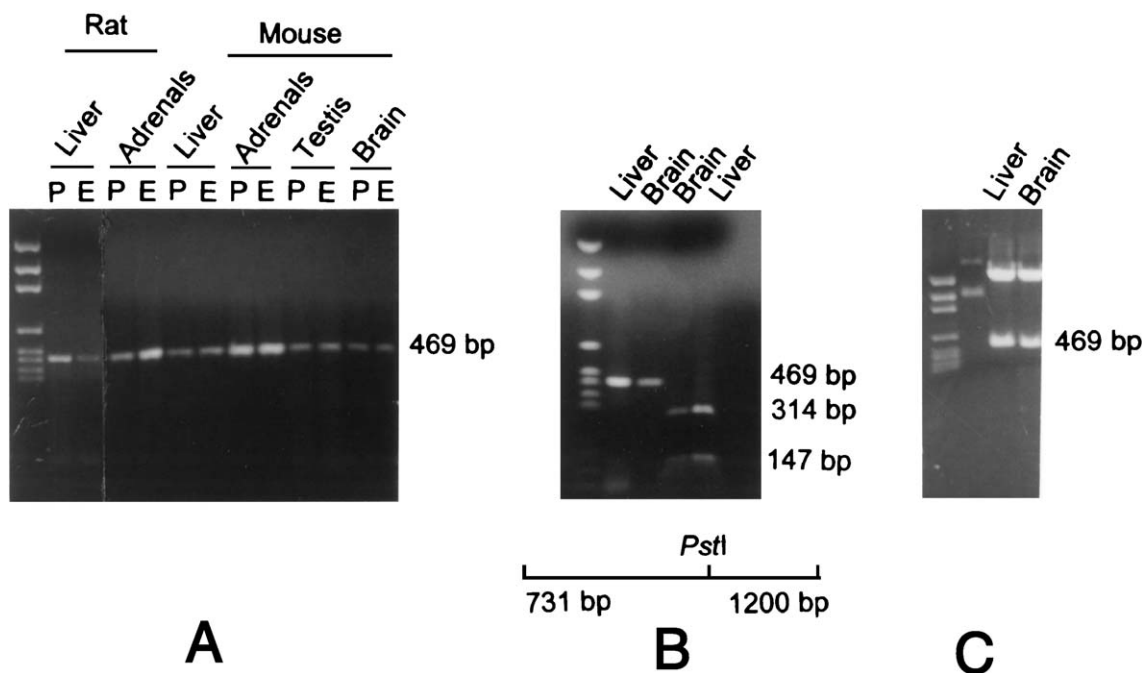 Rat Mouse
Liver Adrenals Liver Adrenals Testis Brain
P E P E P E P E P E P E
469 bp
A
Liver Brain Brain Liver
469 bp
314 bp
147 bp
PstI
731 bp 1200 bp
B
Liver Brain
469 bp
C